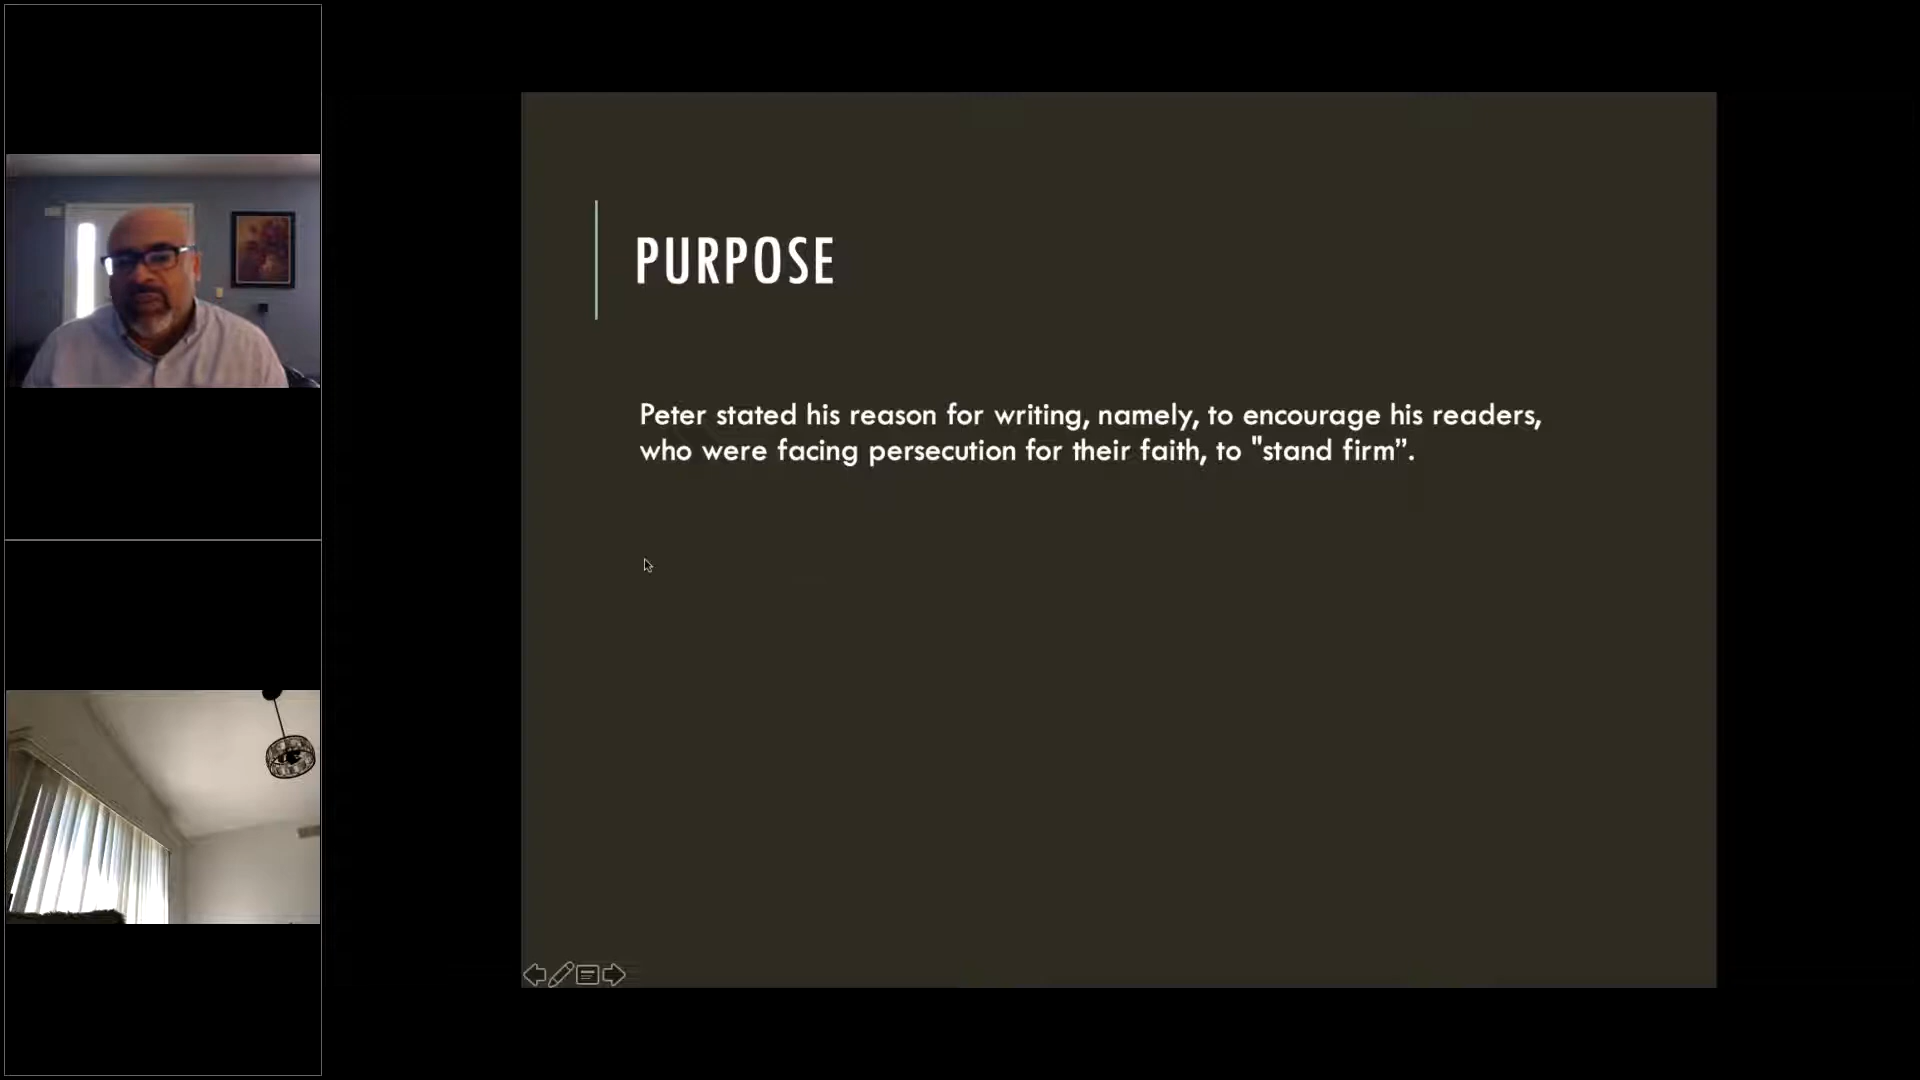 PURPOSE
Peter stated his reason for writing, namely, to encourage his readers,
who were facing persecution for their faith, to "stand firm”.